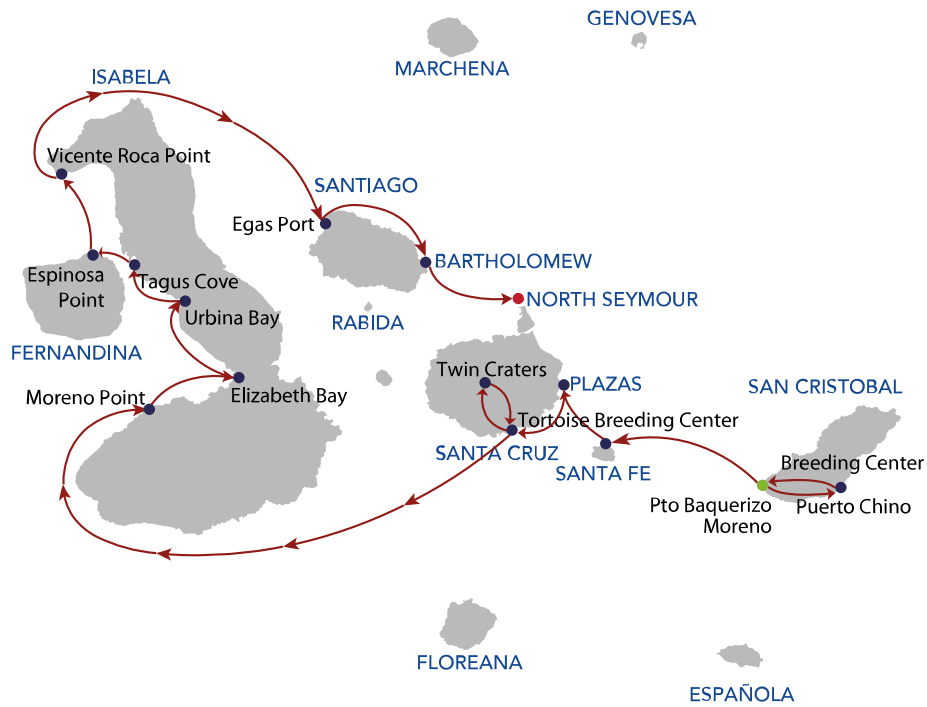 GENOVESA
MARCHENA
ISABELA
Vicente Roca Point
SANTIAGO
Egas Port
BARTHOLOMEW
Espinosa
Point
Tagus Cove
NORTH SEYMOUR
Urbina Bay
RABIDA
FERNANDINA
Twin Craters
PLAZAS
SAN CRISTOBAL
Moreno Point
Elizabeth Bay
Tortoise Breeding Center
SANTA CRUZ
SANTA FE
Breeding Center
Pto Baquerizo
Moreno
Puerto Chino
FLOREANA
ESPAÑOLA